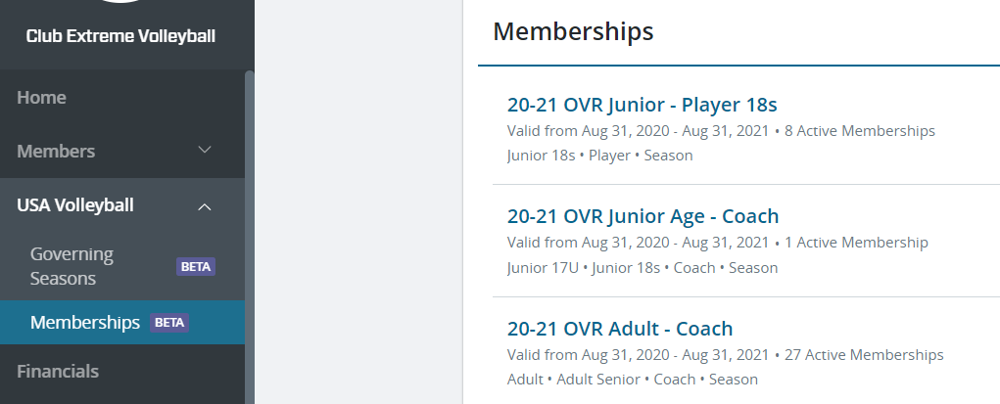 Club Extreme Volleyball
Home
Members
USA Volleyball
Governing
Seasons
BETA
Memberships BETA
Financials
Memberships
20-21 OVR Junior - Player 18s
Valid from Aug 31, 2020 - Aug 31, 2021 • 8 Active Memberships
Junior 18s • Player • Season
20-21 OVR Junior Age - Coach
Valid from Aug 31, 2020 - Aug 31, 2021 • 1 Active Membership
Junior 17U • Junior 18s • Coach • Season
20-21 OVR Adult - Coach
Valid from Aug 31, 2020 - Aug 31, 2021 • 27 Active Memberships
Adult • Adult Senior • Coach • Season